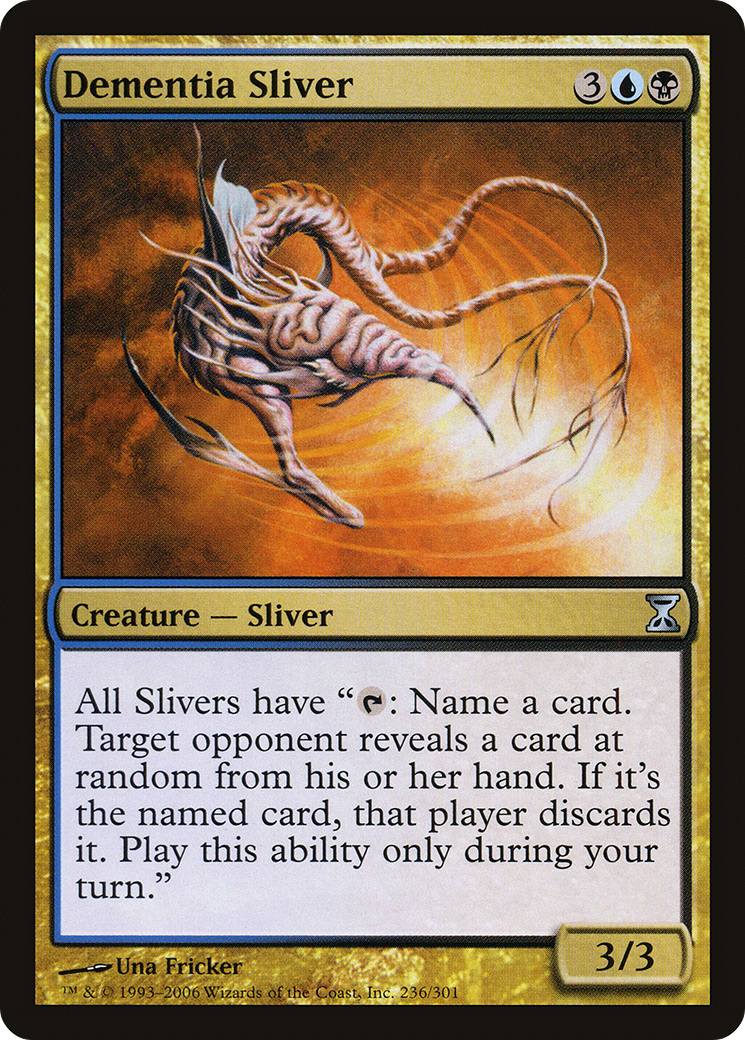 Dementia Sliver
3
Creature — Sliver
All Slivers have “: Name a card.
Target opponent reveals a card at
random from his or her hand. If it’s
the named card, that player discards
it. Play this ability only during your
turn.”
3/3
Una Fricker
™ & © 1993–2006 Wizards of the Coast, Inc. 236/301